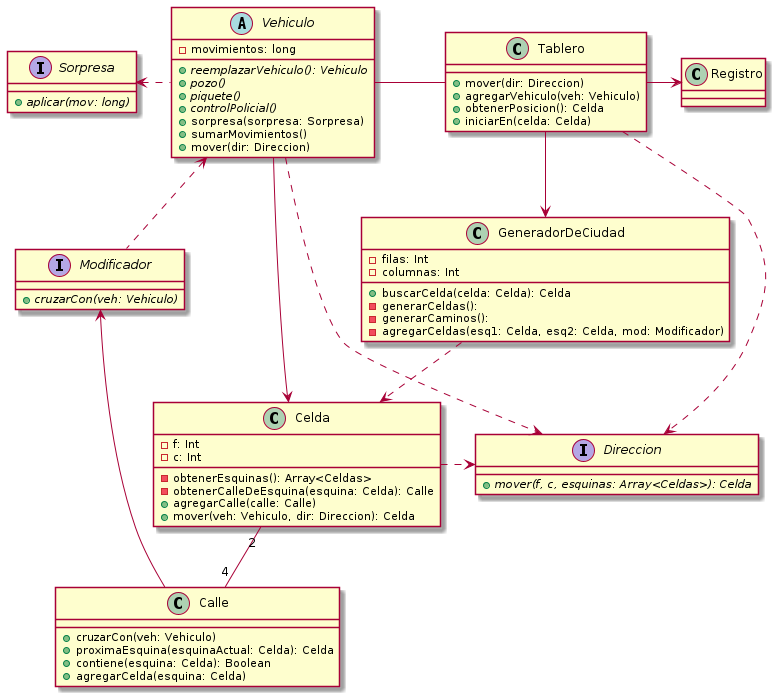 A Vehiculo
movimientos: long
reemplazarVehiculo(): Vehiculo
pozo()
piquete()
controlPolicial()
sorpresa(sorpresa: Sorpresa)
sumarMovimientos()
mover(dir: Direccion)
I Sorpresa
aplicar(mov: long)
C Tablero
mover(dir: Direccion)
agregarVehiculo(veh: Vehiculo)
obtenerPosicion(): Celda
iniciarEn(celda: Celda)
C Registro
I Modificador
cruzarCon(veh: Vehiculo)
C GeneradorDeCiudad
filas: Int
columnas: Int
buscarCelda(celda: Celda): Celda
generarCeldas():
generarCaminos():
agregarCeldas(esq1: Celda, esq2: Celda, mod: Modificador)
C Celda
f: Int
c: Int
obtenerEsquinas(): Array<Celdas>
obtenerCalleDeEsquina(esquina: Celda): Calle
agregarCalle(calle: Calle)
mover(veh: Vehiculo, dir: Direccion): Celda
I Direccion
mover(f, c, esquinas: Array<Celdas>): Celda
2
4
C Calle
cruzarCon(veh: Vehiculo)
proximaEsquina(esquinaActual: Celda): Celda
contiene(esquina: Celda): Boolean
agregarCelda(esquina: Celda)